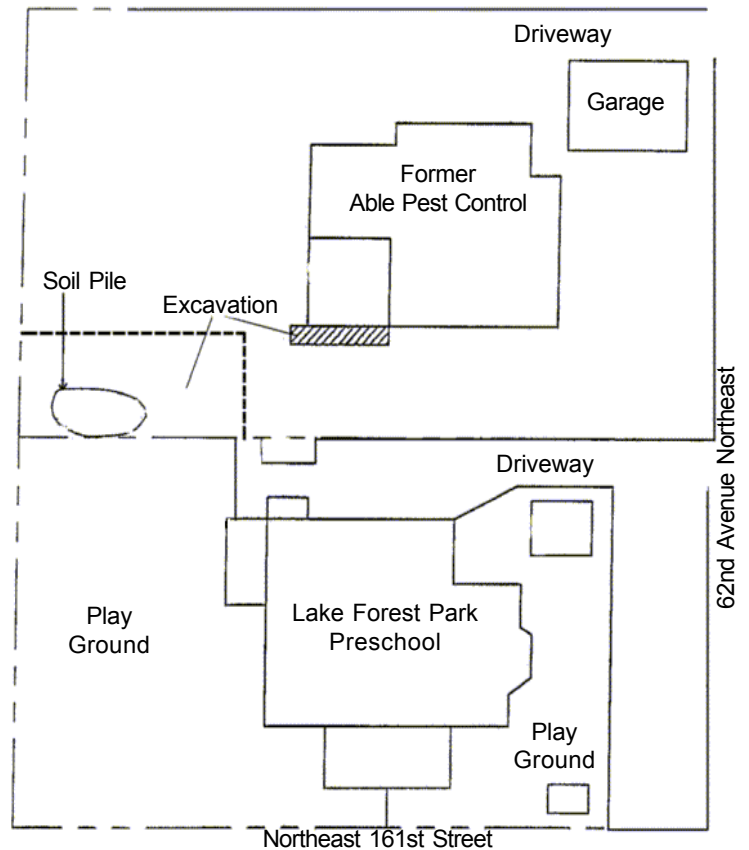 Driveway
Garage
Former
Able Pest Control
Soil Pile
Excavation
Driveway
62nd Avenue Northeast
Lake Forest Park
Preschool
Play
Ground
Play
Ground
Northeast 161st Street